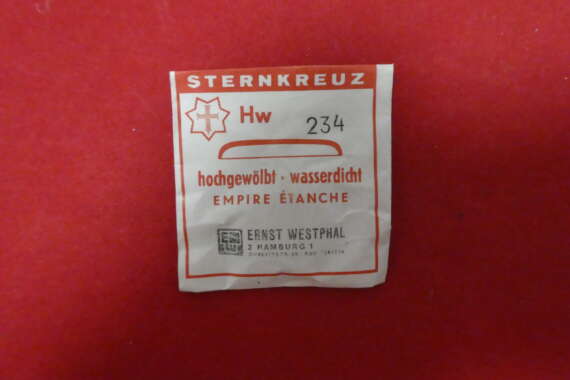 STERNKREUZ
Hw 234
hochgewölbt · wasserdicht
EMPIRE ÉTANCHE
ERNST WESTPHAL
2 HAMBURG 1